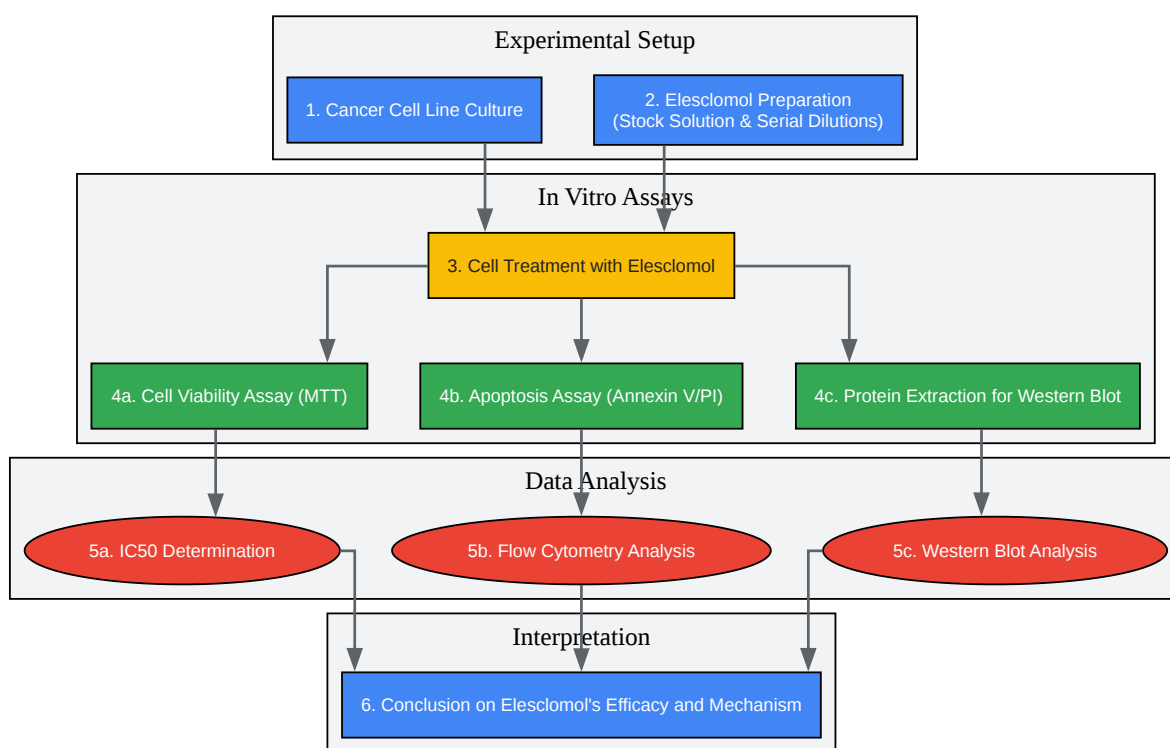 Experimental Setup
1. Cancer Cell Line Culture
2. Elesclomol Preparation
(Stock Solution & Serial Dilutions)
In Vitro Assays
3. Cell Treatment with Elesclomol
4a. Cell Viability Assay (MTT)
4b. Apoptosis Assay (Annexin V/PI)
4c. Protein Extraction for Western Blot
Data Analysis
5a. IC50 Determination
5b. Flow Cytometry Analysis
5c. Western Blot Analysis
Interpretation
6. Conclusion on Elesclomol's Efficacy and Mechanism